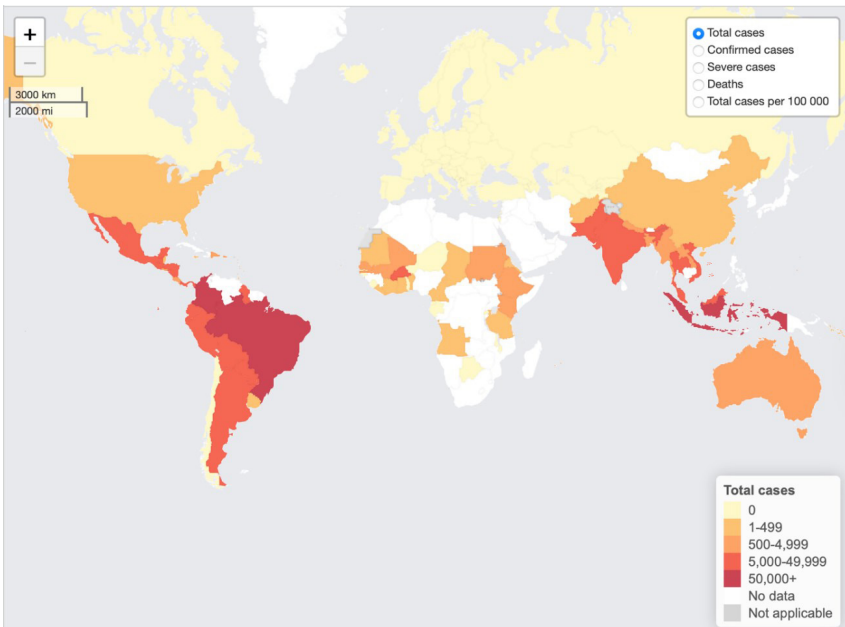 +
−
3000 km
2000 mi
Total cases
Confirmed cases
Severe cases
Deaths
Total cases per 100 000
Total cases
0
1-499
500-4,999
5,000-49,999
50,000+
No data
Not applicable